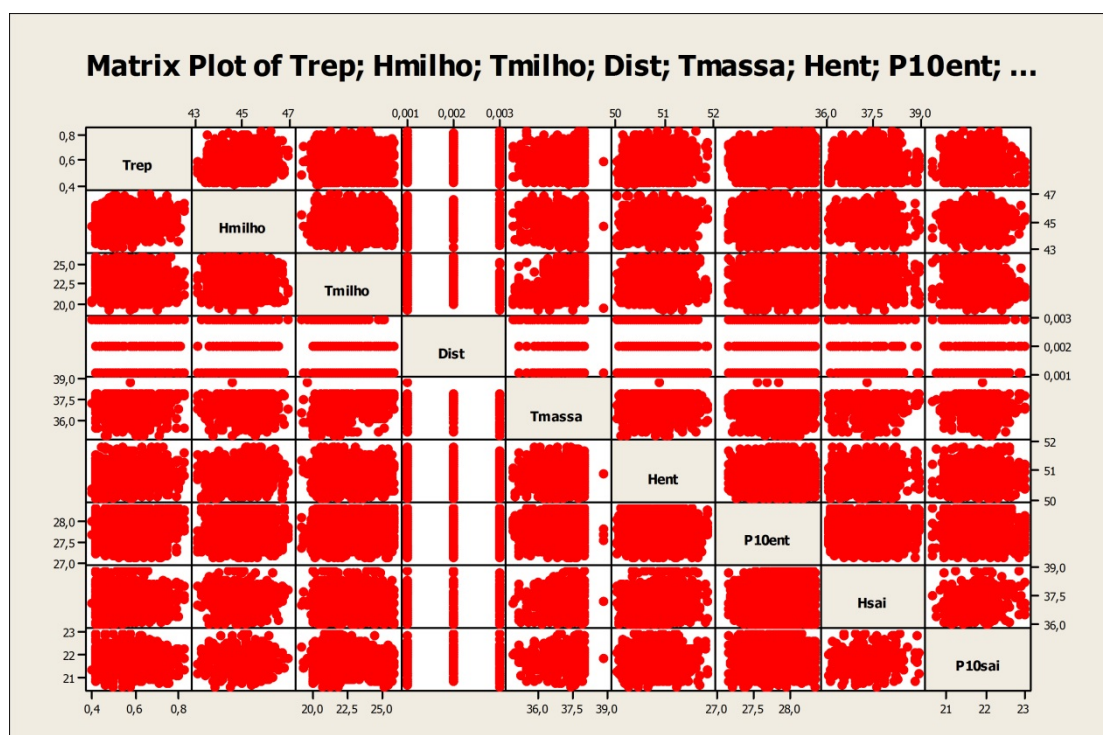 Matrix Plot of Trep; Hmilho; Tmilho; Dist; Tmassa; Hent; P10ent; ...
43 45 47 0,001 0,002 0,003 50 51 52 36,0 37,5 39,0
0,8
0,6 Trep
0,4
47
Hmilho 45
43
25,0
22,5 Tmilho
20,0
0,003
Dist 0,002
0,001
39,0
37,5 Tmassa
36,0
52
Hent 51
50
28,0
27,5 P10ent
27,0
39,0
Hsai 37,5
36,0
23
22 P10sai
21
0,4 0,6 0,8 20,0 22,5 25,0 36,0 37,5 39,0 27,0 27,5 28,0 21 22 23